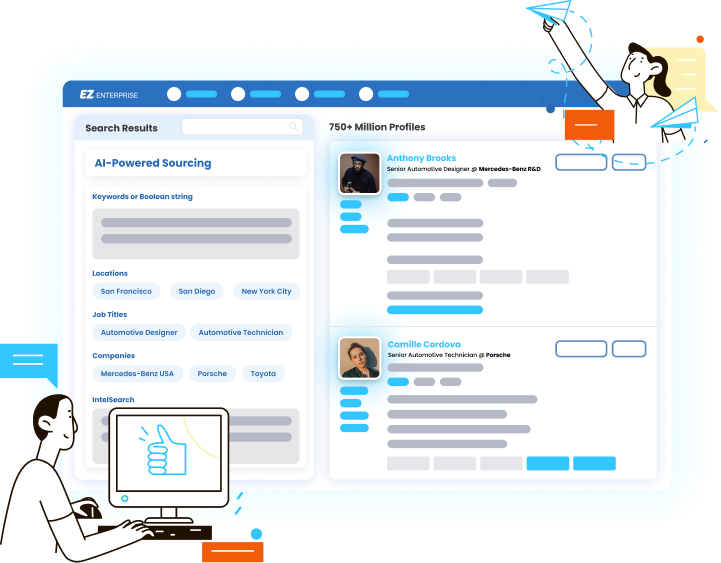 EZ ENTERPRISE
Search Results
AI-Powered Sourcing
Keywords or Boolean string
Locations
San Francisco San Diego New York City
Job Titles
Automotive Designer Automotive Technician
Companies
Mercedes-Benz USA Porsche Toyota
IntelSearch
750+ Million Profiles
Anthony Brooks
Senior Automotive Designer @ Mercedes-Benz R&D
Camille Cordova
Senior Automotive Technician @ Porsche